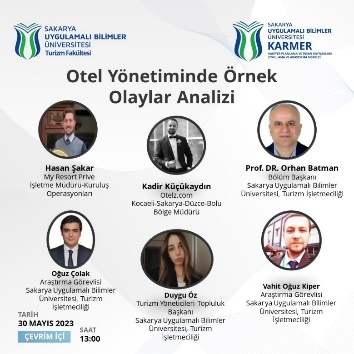 SAKARYA
UYGULAMALI BİLİMLER
ÜNİVERSİTESİ
Turizm Fakültesi
SAKARYA
UYGULAMALI BİLİMLER
ÜNİVERSİTESİ
KARMER
Otel Yönetiminde Örnek
Olaylar Analizi
Hasan Şakar
My Resort Prive
İşletme Müdürü-Kuruluş
Operasyonları
Kadir Küçükaydın
Otelz.com
Kocaeli-Sakarya-Düzce-Bolu
Bölge Müdürü
Prof. DR. Orhan Batman
Bölüm Başkanı
Sakarya Uygulamalı Bilimler
Üniversitesi, Turizm
İşletmeciliği
Oğuz Çolak
Araştırma Görevlisi
Sakarya Uygulamalı Bilimler
Üniversitesi, Turizm
İşletmeciliği
Duygu Öz
Turizm Yöneticileri Topluluk
Başkanı
Sakarya Uygulamalı Bilimler
Üniversitesi, Turizm
İşletmeciliği
Vahit Oğuz Kiper
Araştırma Görevlisi
Sakarya Uygulamalı Bilimler
Üniversitesi, Turizm
İşletmeciliği
TARİH
30 MAYIS 2023
ÇEVRİM İÇİ
SAAT
13:00